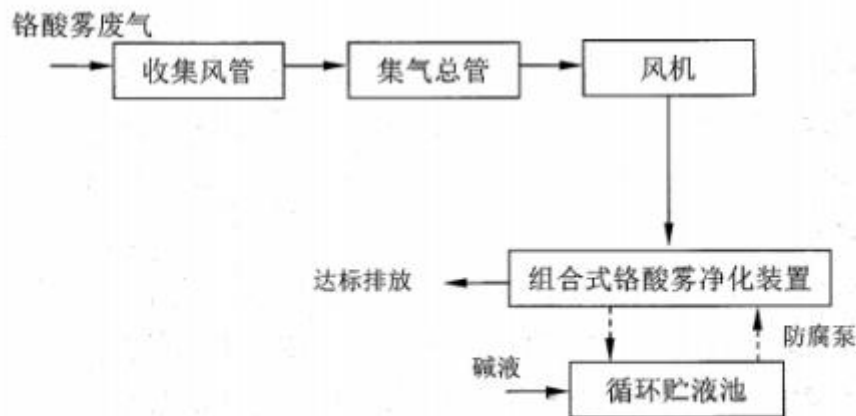 铬酸雾废气
收集风管
集气总管
风机
达标排放
组合式铬酸雾净化装置
防腐泵
碱液
循环贮液池